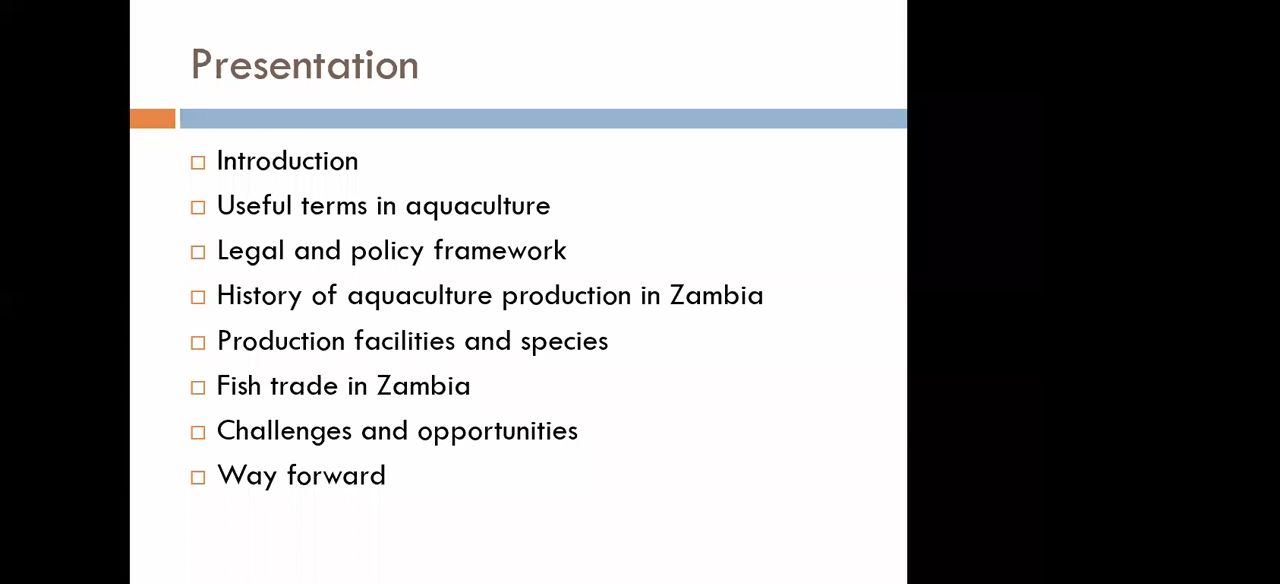 Presentation
Introduction
Useful terms in aquaculture
Legal and policy framework
History of aquaculture production in Zambia
Production facilities and species
Fish trade in Zambia
Challenges and opportunities
Way forward